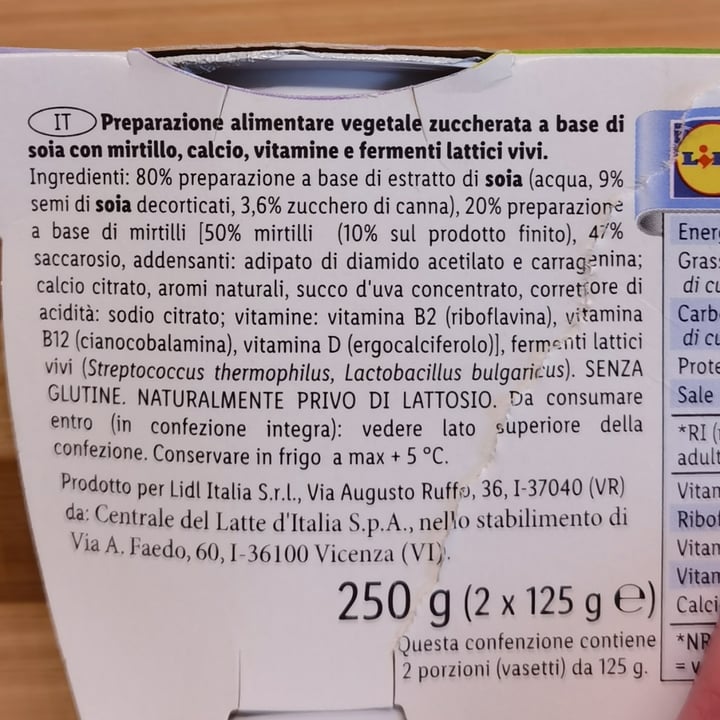 IT Preparazione alimentare vegetale zuccherata a base di
soia con mirtillo, calcio, vitamine e fermenti lattici vivi.
Ingredienti: 80% preparazione a base di estratto di soia (acqua, 9%
semi di soia decorticati, 3,6% zucchero di canna), 20% preparazione
a base di mirtilli [50% mirtilli (10% sul prodotto finito), 47%
saccarosio, addensanti: adipato di diamido acetilato e carragenina;
calcio citrato, aromi naturali, succo d'uva concentrato, correttore di
acidità: sodio citrato; vitamine: vitamina B2 (riboflavina), vitamina
B12 (cianocobalamina), vitamina D (ergocalciferolo)], fermenti lattici
vivi (Streptococcus thermophilus, Lactobacillus bulgaricus). SENZA
GLUTINE. NATURALMENTE PRIVO DI LATTOSIO. Da consumare
entro (in confezione integra): vedere lato superiore della
confezione. Conservare in frigo a max + 5 °C.
Prodotto per Lidl Italia S.r.l., Via Augusto Ruffo, 36, I-37040 (VR)
da: Centrale del Latte d'Italia S.p.A., nello stabilimento di
Via A. Faedo, 60, I-36100 Vicenza (VI).
250 g (2 x 125 g ℮)
Questa confenzione contiene
2 porzioni (vasetti) da 125 g.
Ener
Gras
di cu
Carb
di cu
Prote
Sale
*RI (
adult
Vitan
Ribof
Vitan
Vitan
Calci
*NR
= v